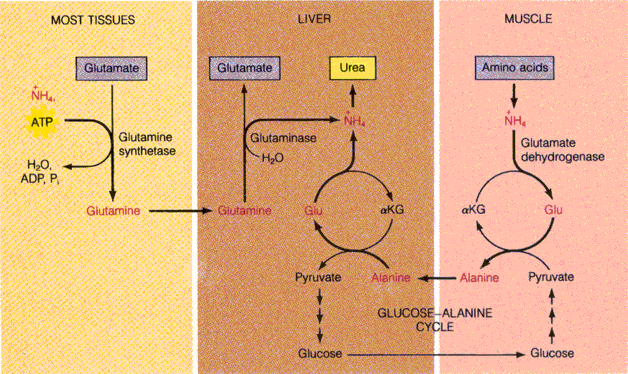 MOST TISSUES
Glutamate
+
NH4,
ATP
Glutamine
synthetase
H2O,
ADP, Pi
Glutamine
LIVER
Glutamate
Urea
+
NH4
Glutaminase
H2O
Glutamine
Glu
αKG
Pyruvate
Alanine
GLUCOSE–ALANINE
CYCLE
Glucose
MUSCLE
Amino acids
+
NH4
Glutamate
dehydrogenase
αKG
Glu
Alanine
Pyruvate
Glucose